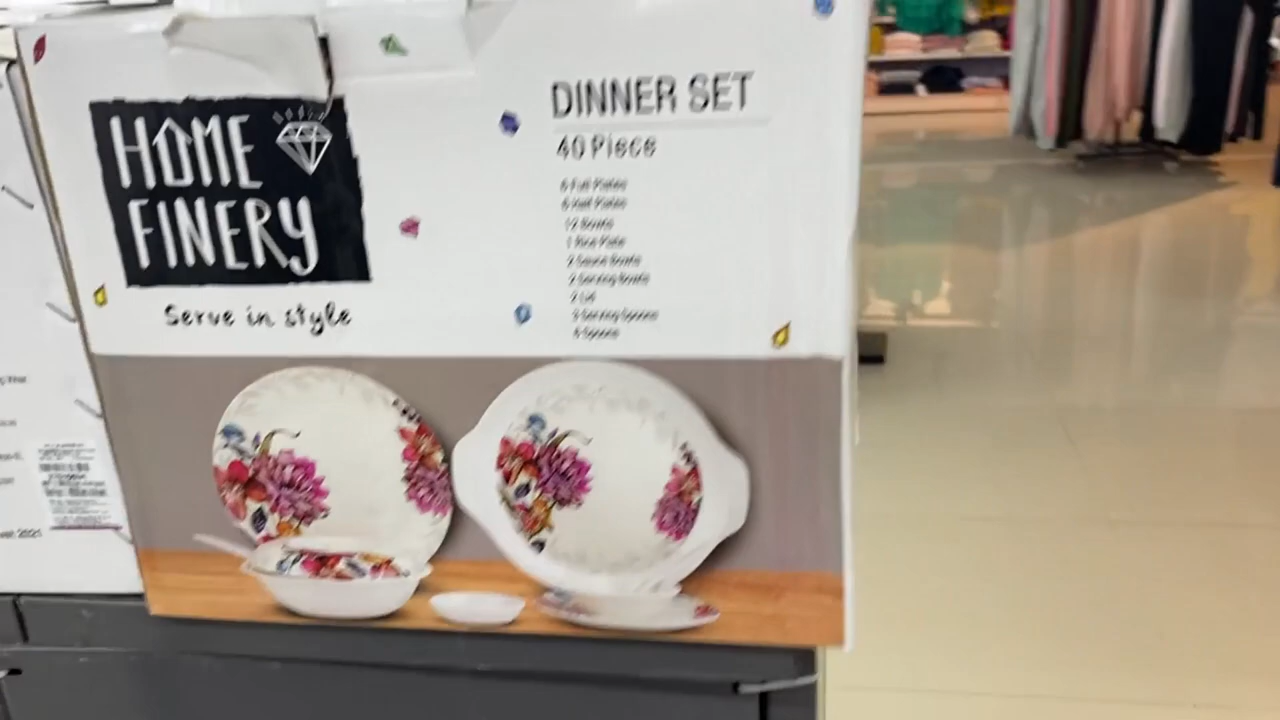 HOME
FINERY
Serve in style
DINNER SET
40 Piece
6 Full Plates
6 Half Plates
12 Bowls
1 Rice Plate
2 Sauce Bowls
2 Serving Bowls
2 Lid
3 Serving Spoons
6 Spoons
2021